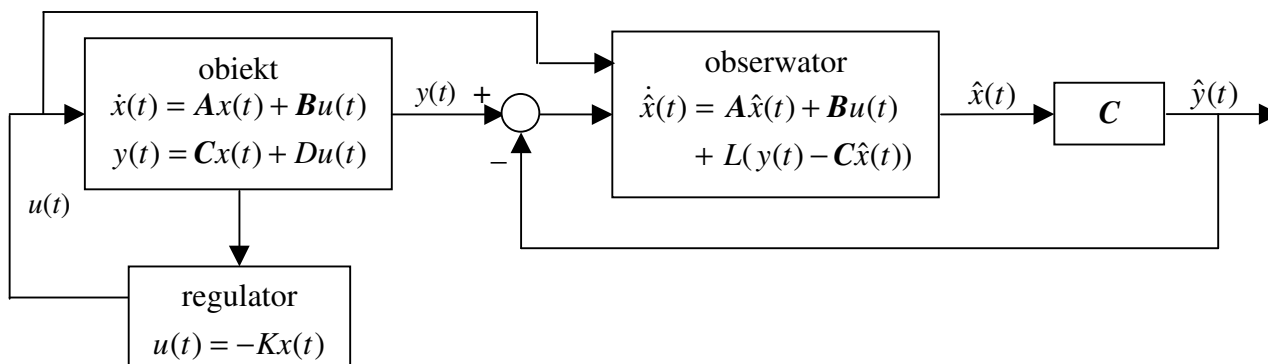 obiekt
ẋ(t) = Ax(t) + Bu(t)
y(t) = Cx(t) + Du(t)
u(t)
regulator
u(t) = −Kx(t)
y(t)
+
−
obserwator
x̂̇(t) = Ax̂(t) + Bu(t)
+ L(y(t) − Cx̂(t))
x̂(t)
C
ŷ(t)